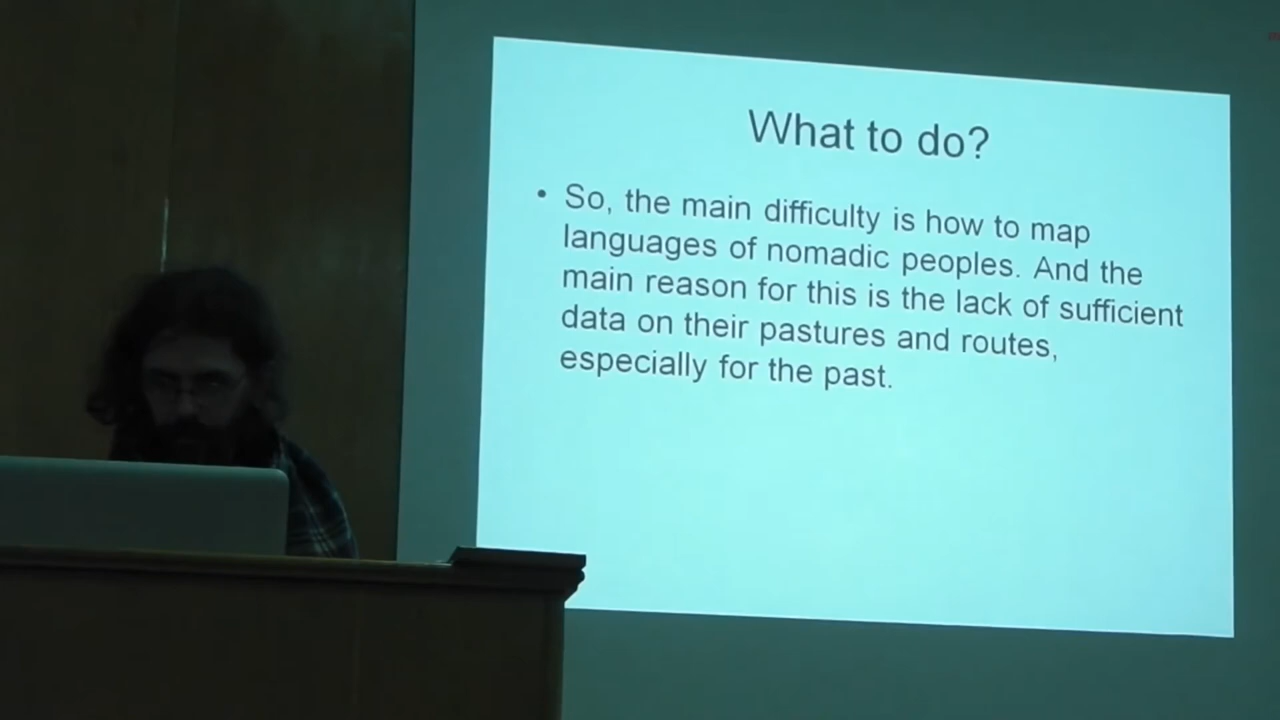 What to do?
• So, the main difficulty is how to map
languages of nomadic peoples. And the
main reason for this is the lack of sufficient
data on their pastures and routes,
especially for the past.